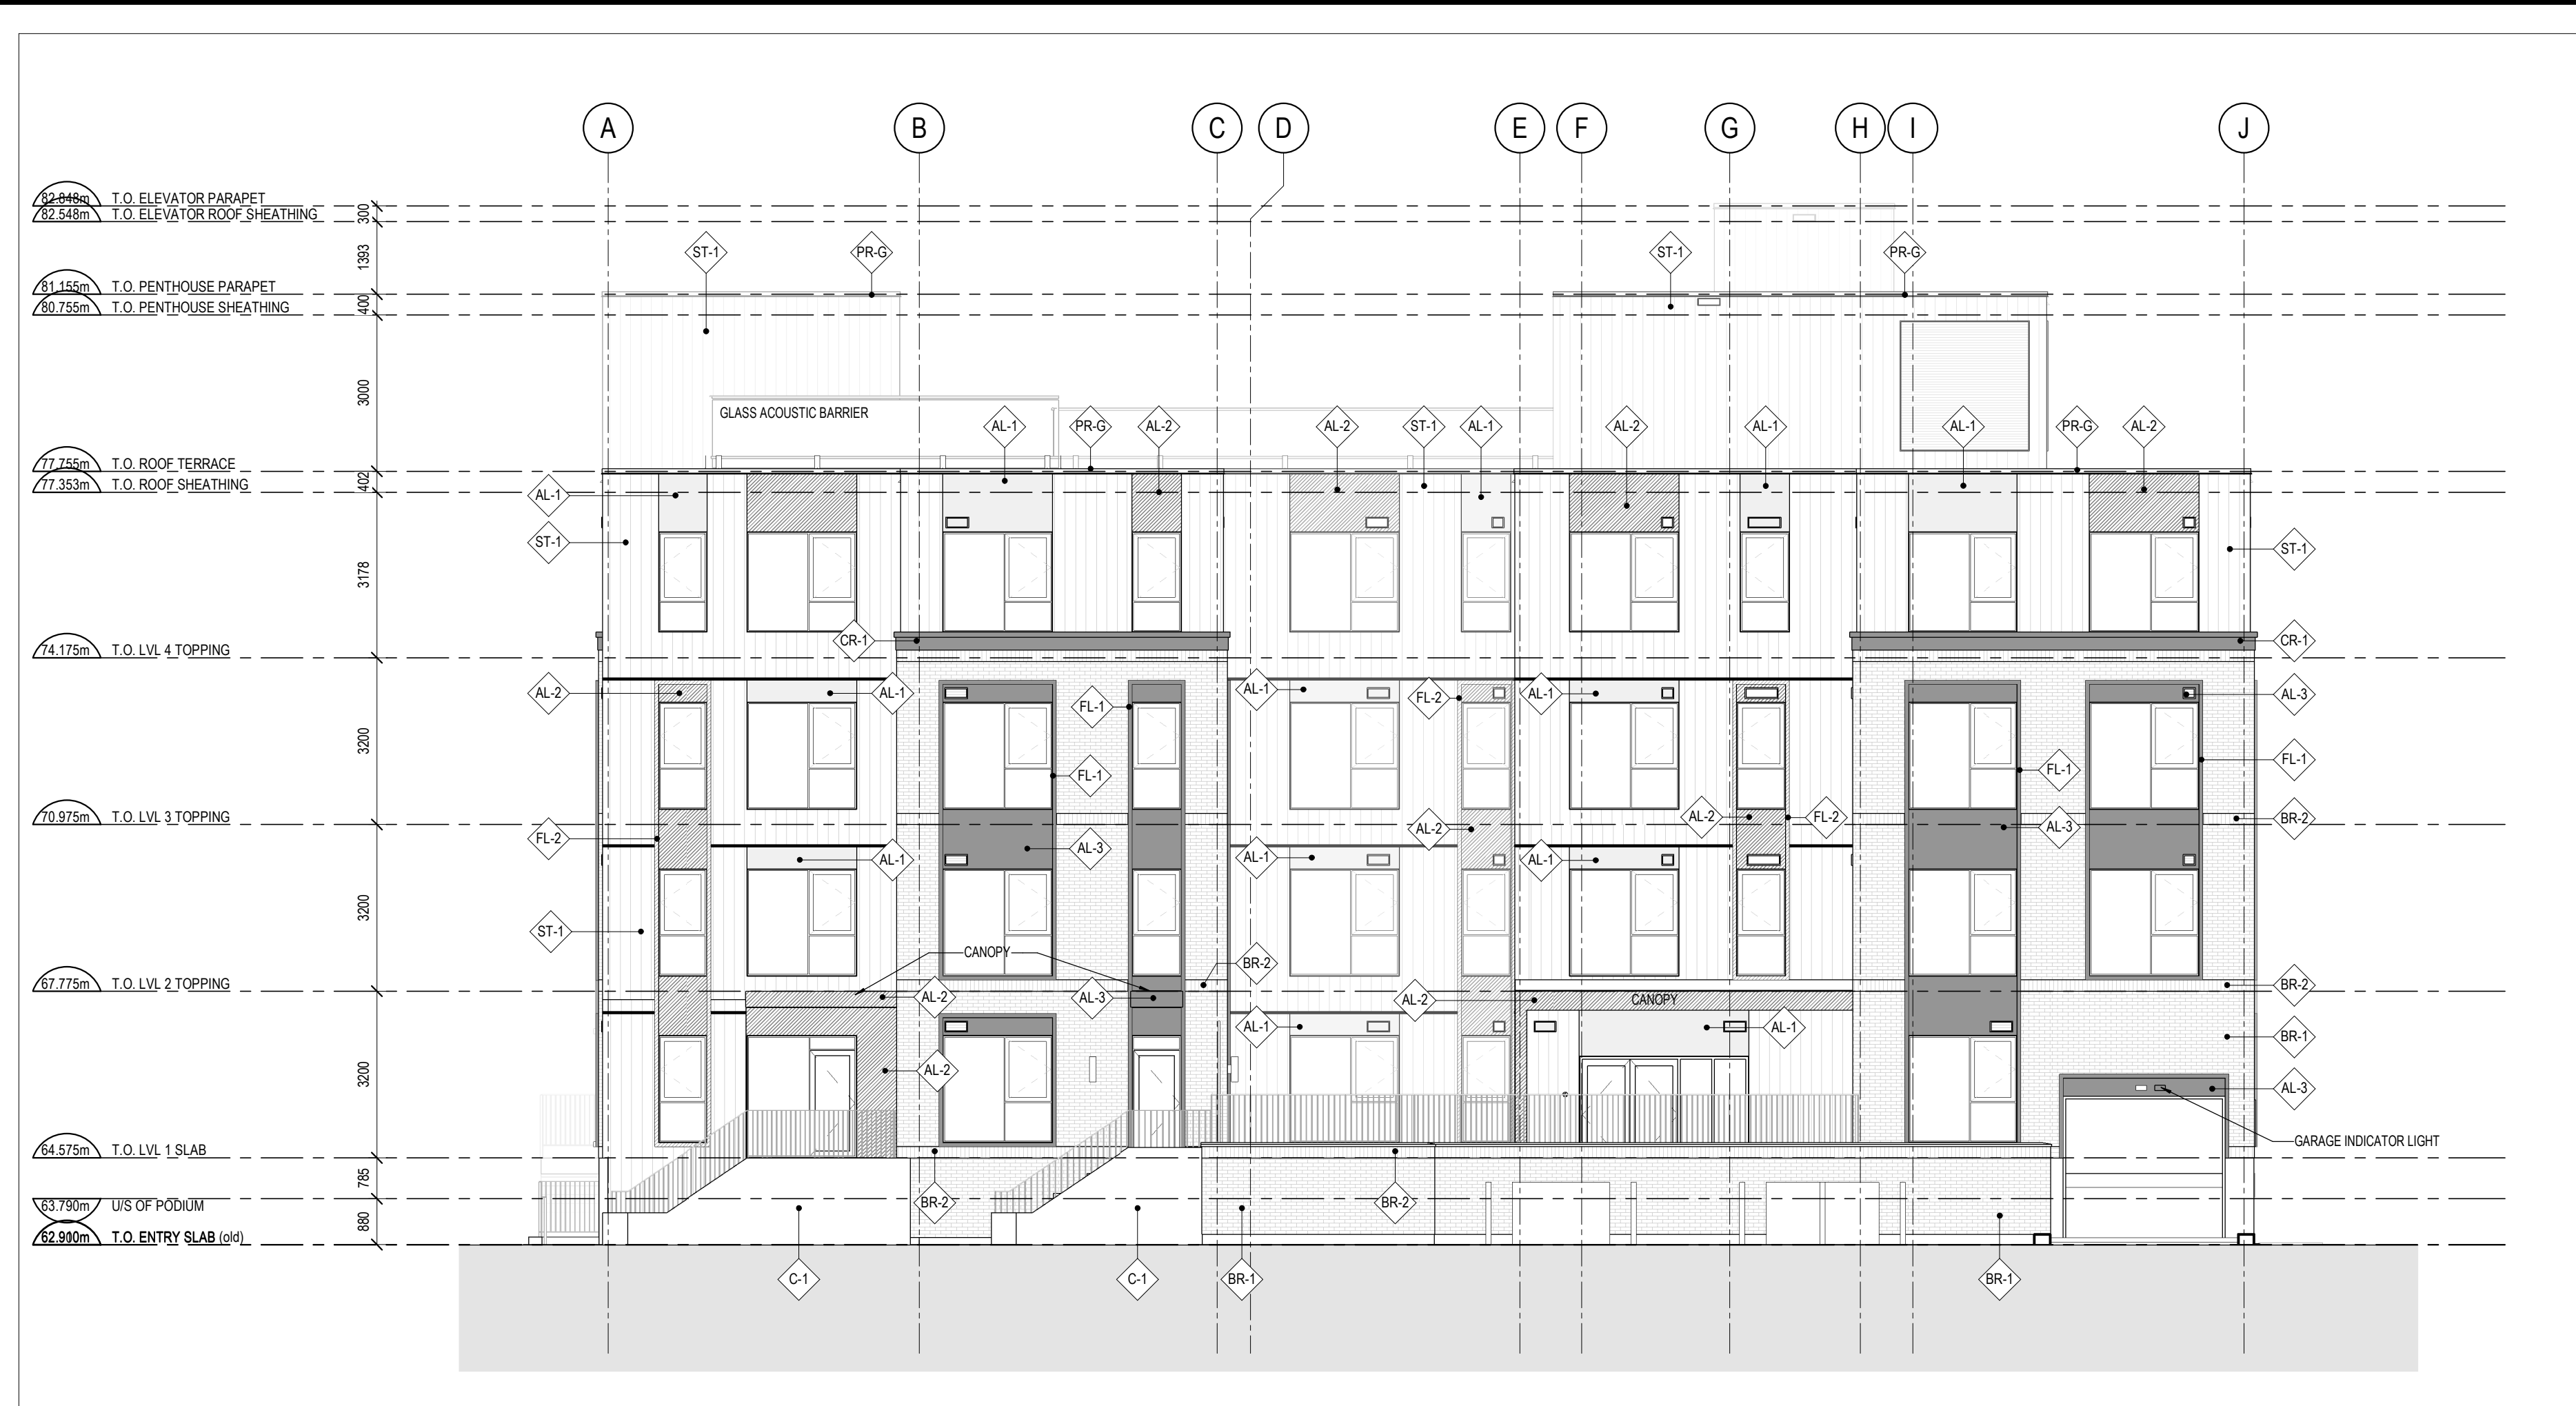 A B C D E F G H I J
82.848m T.O. ELEVATOR PARAPET
82.548m T.O. ELEVATOR ROOF SHEATHING
300
1393
ST-1 PR-G ST-1 PR-G
81.155m T.O. PENTHOUSE PARAPET
80.755m T.O. PENTHOUSE SHEATHING
400
3000
GLASS ACOUSTIC BARRIER
AL-1 PR-G AL-2 AL-2 ST-1 AL-1 AL-2 AL-1 AL-1 PR-G AL-2
77.755m T.O. ROOF TERRACE
77.353m T.O. ROOF SHEATHING
402
AL-1
ST-1 ST-1
3178
CR-1 CR-1
74.175m T.O. LVL 4 TOPPING
AL-2 AL-1 AL-1 FL-2 AL-1 AL-3
FL-1
3200
FL-1 FL-1 FL-1
70.975m T.O. LVL 3 TOPPING
AL-2 FL-2 BR-2
FL-2 AL-3 AL-2 AL-3
AL-1 AL-1 AL-1
3200
ST-1
CANOPY
BR-2
67.775m T.O. LVL 2 TOPPING
BR-2
AL-2 AL-3 AL-2 CANOPY
AL-1 AL-1 BR-1
3200
AL-2 AL-3
GARAGE INDICATOR LIGHT
64.575m T.O. LVL 1 SLAB
785
BR-2 BR-2
63.790m U/S OF PODIUM
880
62.900m T.O. ENTRY SLAB (old)
C-1 C-1 BR-1 BR-1